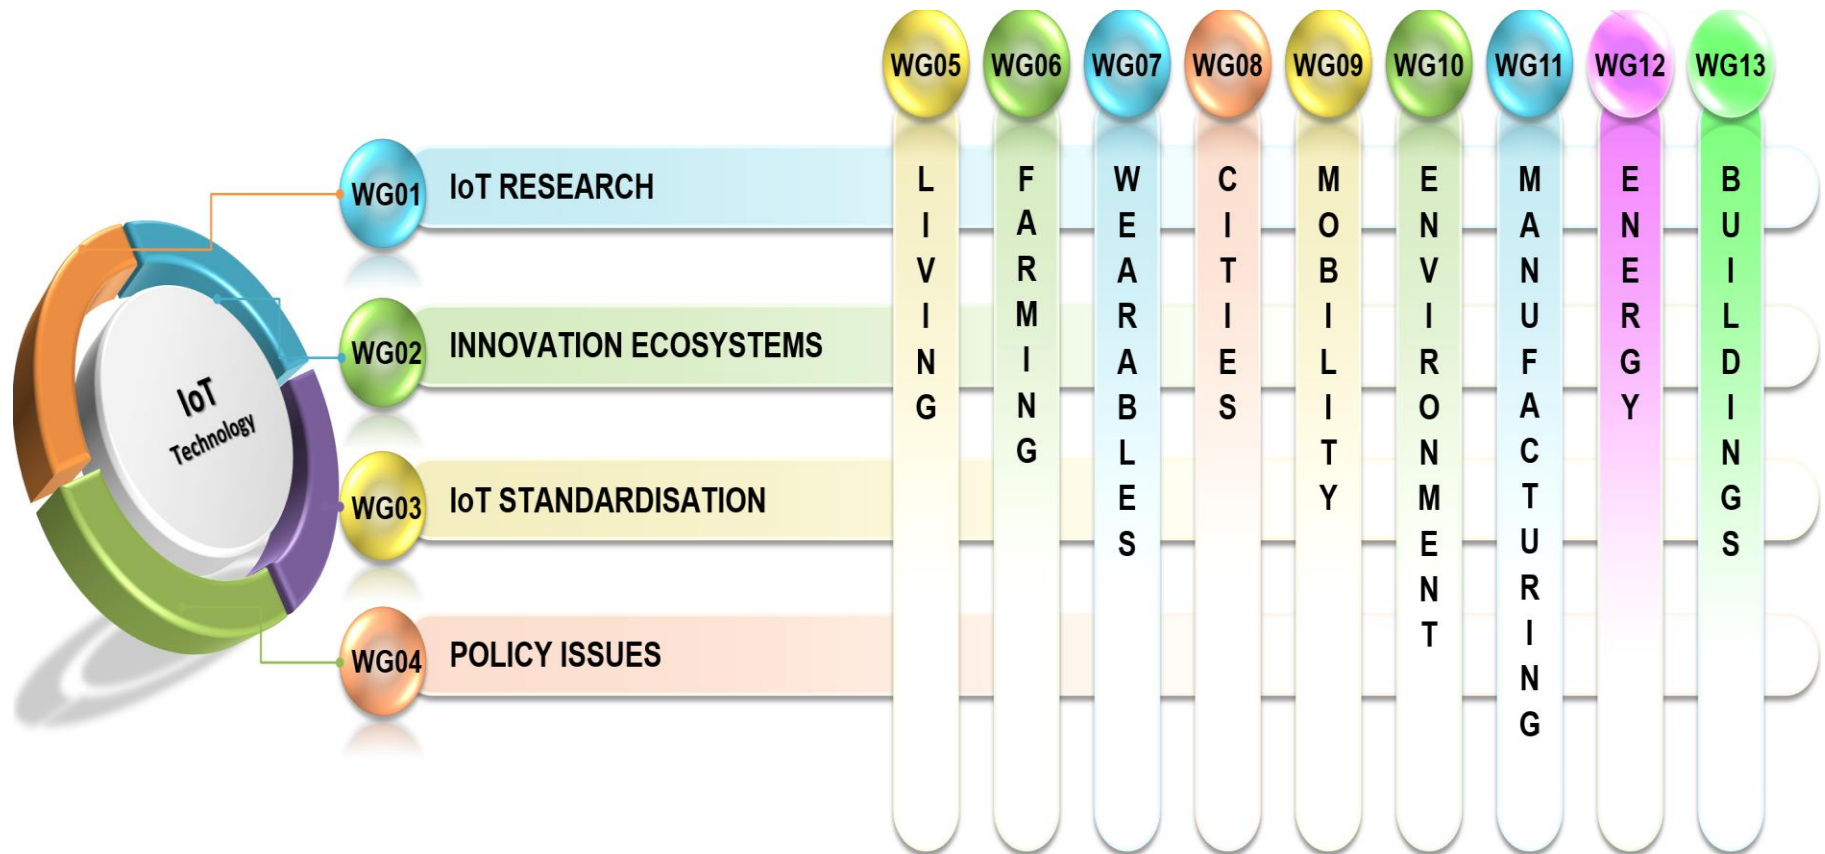 WG05 WG06 WG07 WG08 WG09 WG10 WG11 WG12 WG13
WG01 IoT RESEARCH
WG02 INNOVATION ECOSYSTEMS
WG03 IoT STANDARDISATION
WG04 POLICY ISSUES
IoT
Technology
LIVING
FARMING
WEARABLES
CITIES
MOBILITY
ENVIRONMENT
MANUFACTURING
ENERGY
BUILDINGS